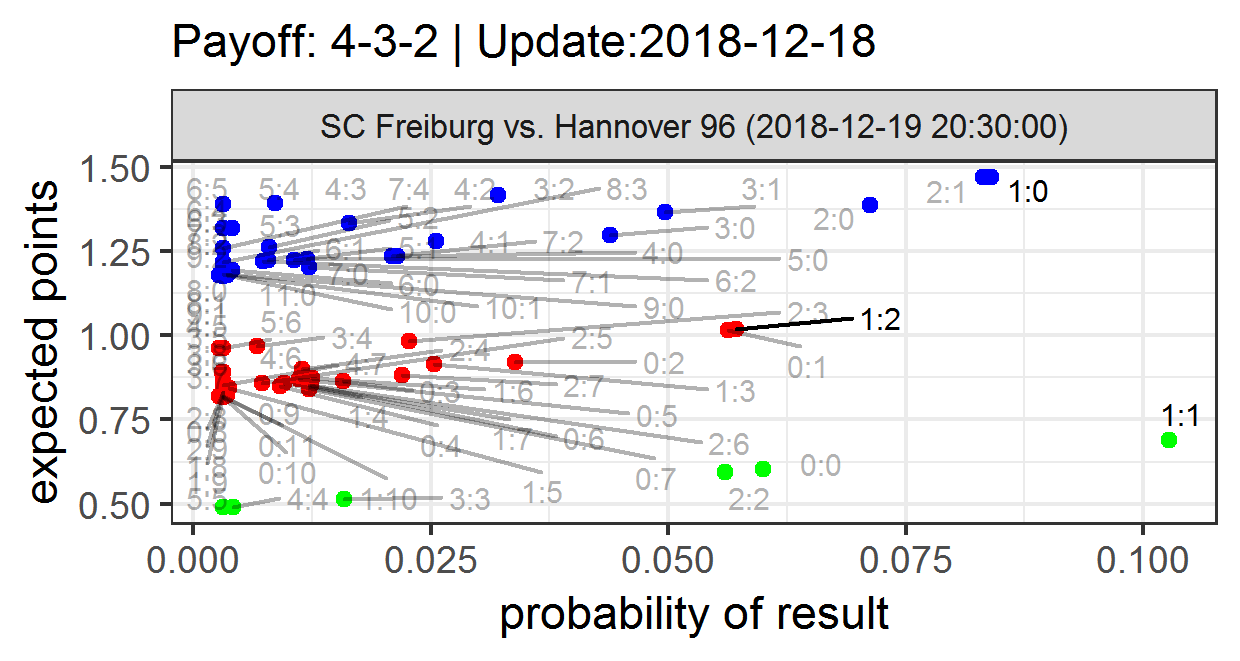 Payoff: 4-3-2 | Update:2018-12-18
SC Freiburg vs. Hannover 96 (2018-12-19 20:30:00)
expected points
1.50
1.25
1.00
0.75
0.50
6:5 5:4 4:3 7:4 4:2 3:2 8:3 3:1 2:1 1:0
5:3 5:2 2:0
6:1 5:1 4:1 7:2 4:0 3:0 5:0
7:0 6:0 7:1 6:2
8:0 11:0 10:0 10:1 9:0 2:3 1:2
5:6 3:4 2:4 2:5 0:2 0:1
4:6 4:7 0:3 1:6 2:7 1:3
0:9 1:4 0:5 1:1
0:11 0:4 1:7 0:6 2:6
1:8 0:10 1:5 0:7 0:0
5:5 4:4 1:10 3:3 2:2
0.000 0.025 0.050 0.075 0.100
probability of result